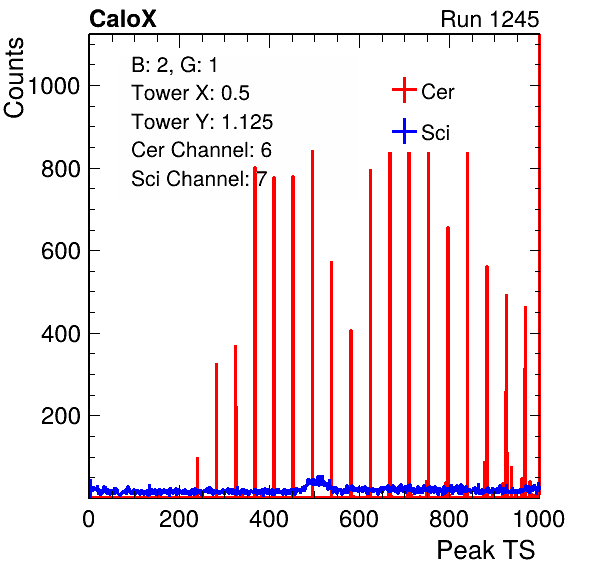 CaloX Run 1245
Counts
B: 2, G: 1
Tower X: 0.5
Tower Y: 1.125
Cer Channel: 6
Sci Channel: 7
Cer
Sci
1000
800
600
400
200
0 200 400 600 800 1000
Peak TS